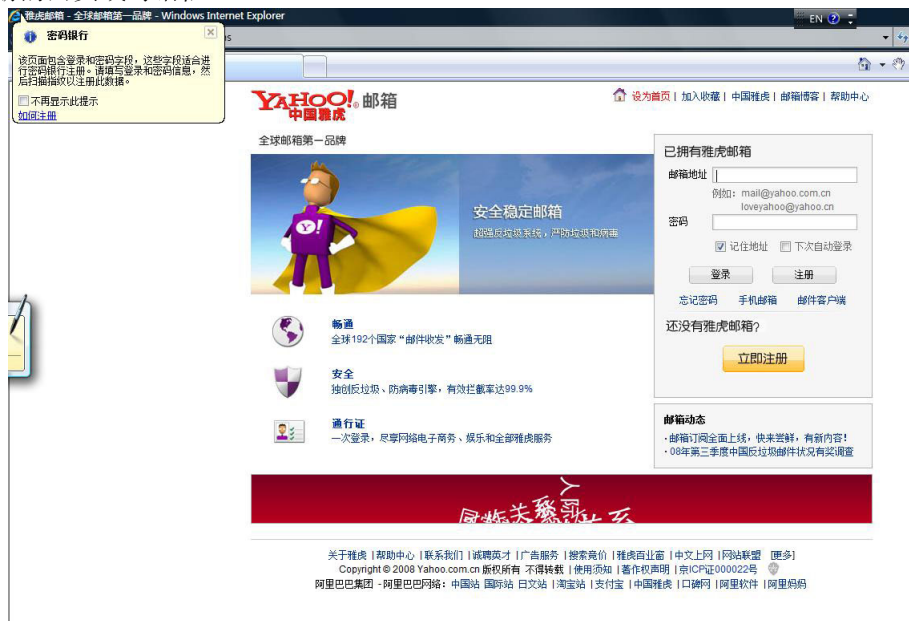 雅虎邮箱 - 全球邮箱第一品牌 - Windows Internet Explorer
EN
密码银行
该页面包含登录和密码字段，这些字段适合进
行密码银行注册。请填写登录和密码信息，然
后扫描指纹以注册此数据。
不再显示此提示
如何注册
YAHOO!® 邮箱
中国雅虎
设为首页 | 加入收藏 | 中国雅虎 | 邮箱博客 | 帮助中心
全球邮箱第一品牌
Y!
安全稳定邮箱
超强反垃圾系统，严防垃圾和病毒
已拥有雅虎邮箱
邮箱地址
例如: mail@yahoo.com.cn
loveyahoo@yahoo.cn
密码
记住地址 下次自动登录
登录 注册
忘记密码 手机邮箱 邮件客户端
还没有雅虎邮箱?
立即注册
畅通
全球192个国家“邮件收发”畅通无阻
安全
独创反垃圾、防病毒引擎，有效拦截率达99.9%
通行证
一次登录，尽享网络电子商务、娱乐和全部雅虎服务
邮箱动态
·邮箱订阅全面上线，快来尝鲜，有新内容!
·08年第三季度中国反垃圾邮件状况有奖调查
关于雅虎 | 帮助中心 | 联系我们 | 诚聘英才 | 广告服务 | 搜索竞价 | 雅虎百业窗 | 中文上网 | 网站联盟 [更多]
Copyright © 2008 Yahoo.com.cn 版权所有 不得转载 | 使用须知 | 著作权声明 | 京ICP证000022号
阿里巴巴集团 - 阿里巴巴网络: 中国站 国际站 日文站 | 淘宝站 | 支付宝 | 中国雅虎 | 口碑网 | 阿里软件 | 阿里妈妈